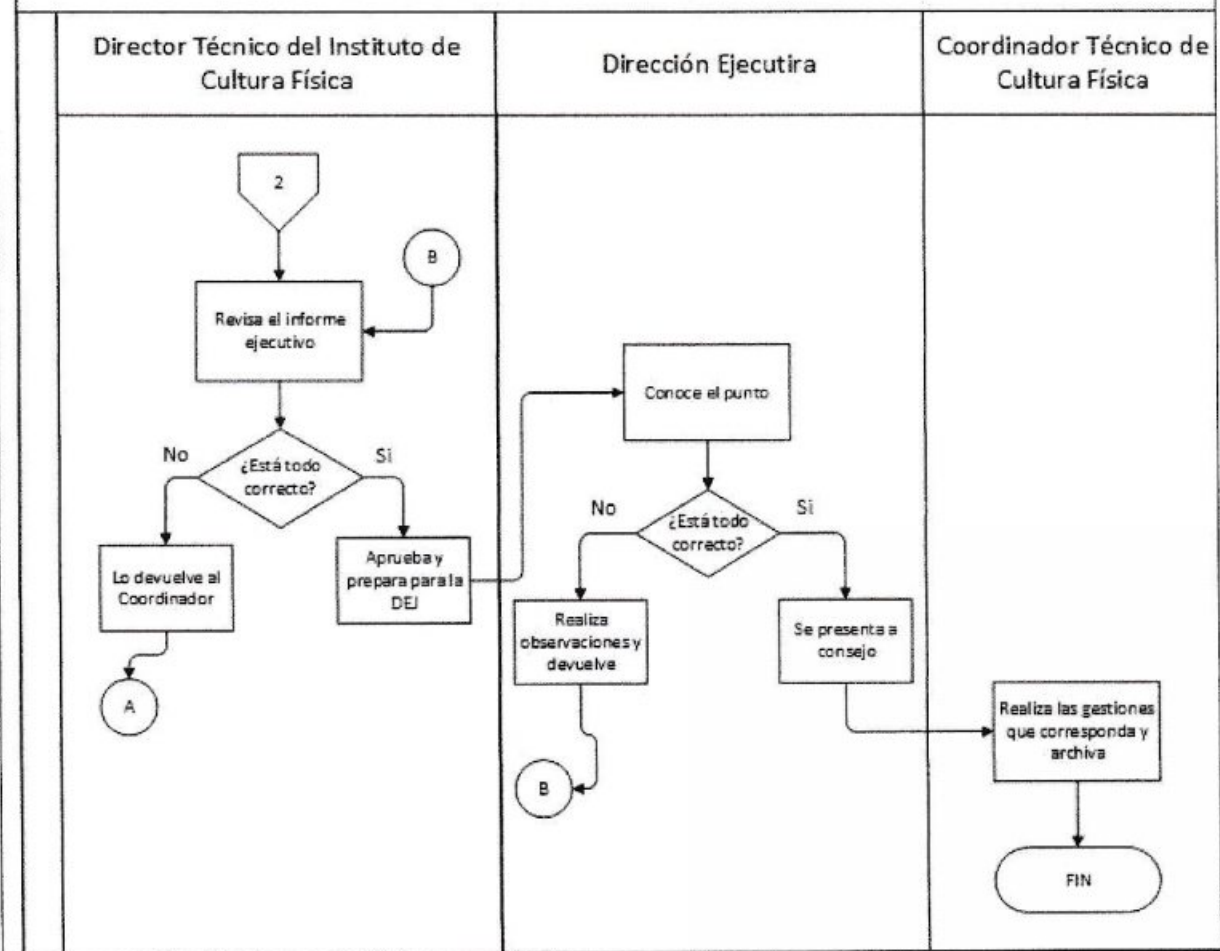 Director Técnico del Instituto de
Cultura Física
Dirección Ejecutira
Coordinador Técnico de
Cultura Física
2
B
Revisa el informe
ejecutivo
No
¿Está todo
correcto?
Si
Lo devuelve al
Coordinador
Aprueba y
prepara para la
DEJ
A
Conoce el punto
No
¿Está todo
correcto?
Si
Realiza
observaciones y
devuelve
Se presenta a
consejo
B
Realiza las gestiones
que corresponda y
archiva
FIN